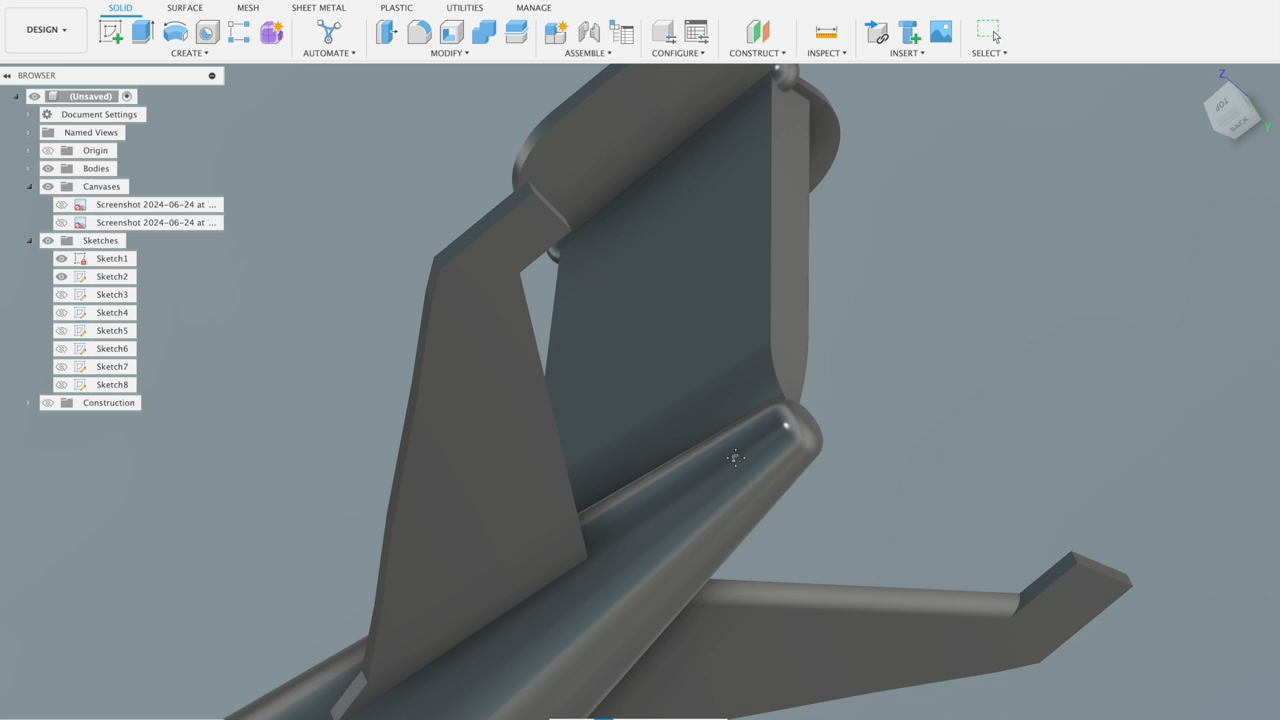 SOLID SURFACE MESH SHEET METAL PLASTIC UTILITIES MANAGE
DESIGN
CREATE AUTOMATE MODIFY ASSEMBLE CONFIGURE CONSTRUCT INSPECT INSERT SELECT
BROWSER
(Unsaved)
Document Settings
Named Views
Origin
Bodies
Canvases
Screenshot 2024-06-24 at ...
Screenshot 2024-06-24 at ...
Sketches
Sketch1
Sketch2
Sketch3
Sketch4
Sketch5
Sketch6
Sketch7
Sketch8
Construction
Z
TOP
BACK
Y